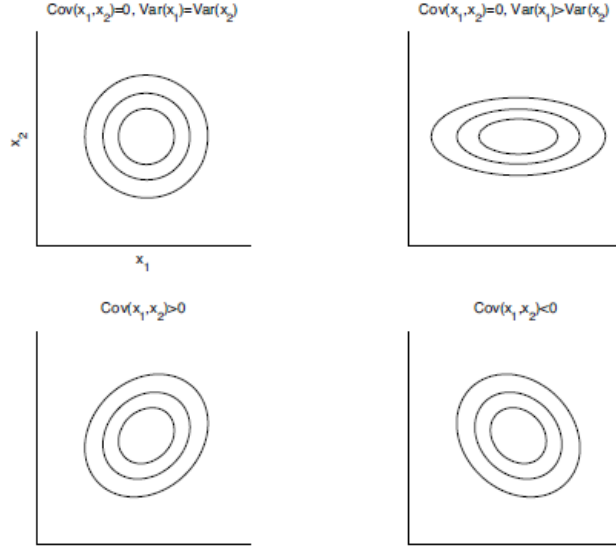 Cov(x₁,x₂)=0, Var(x₁)=Var(x₂)
Cov(x₁,x₂)=0, Var(x₁)>Var(x₂)
x₂
x₁
Cov(x₁,x₂)>0
Cov(x₁,x₂)<0